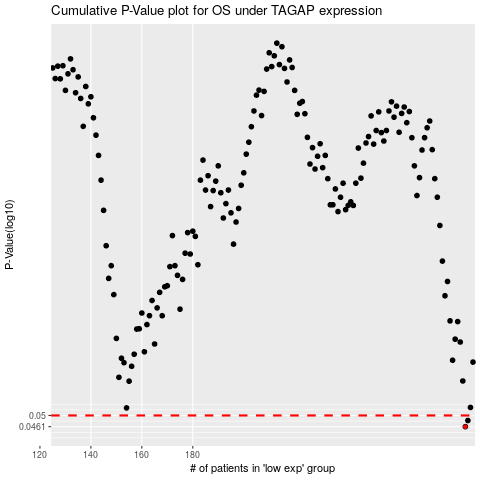 Cumulative P-Value plot for OS under TAGAP expression
P-Value(log10)
0.05
0.0461
120 140 160 180
# of patients in 'low exp' group